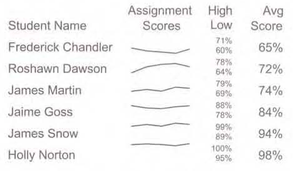 Student Name Assignment Scores High Low Avg Score
Frederick Chandler 71% 60% 65%
Roshawn Dawson 78% 64% 72%
James Martin 79% 69% 74%
Jaime Goss 88% 78% 84%
James Snow 99% 89% 94%
Holly Norton 100% 95% 98%